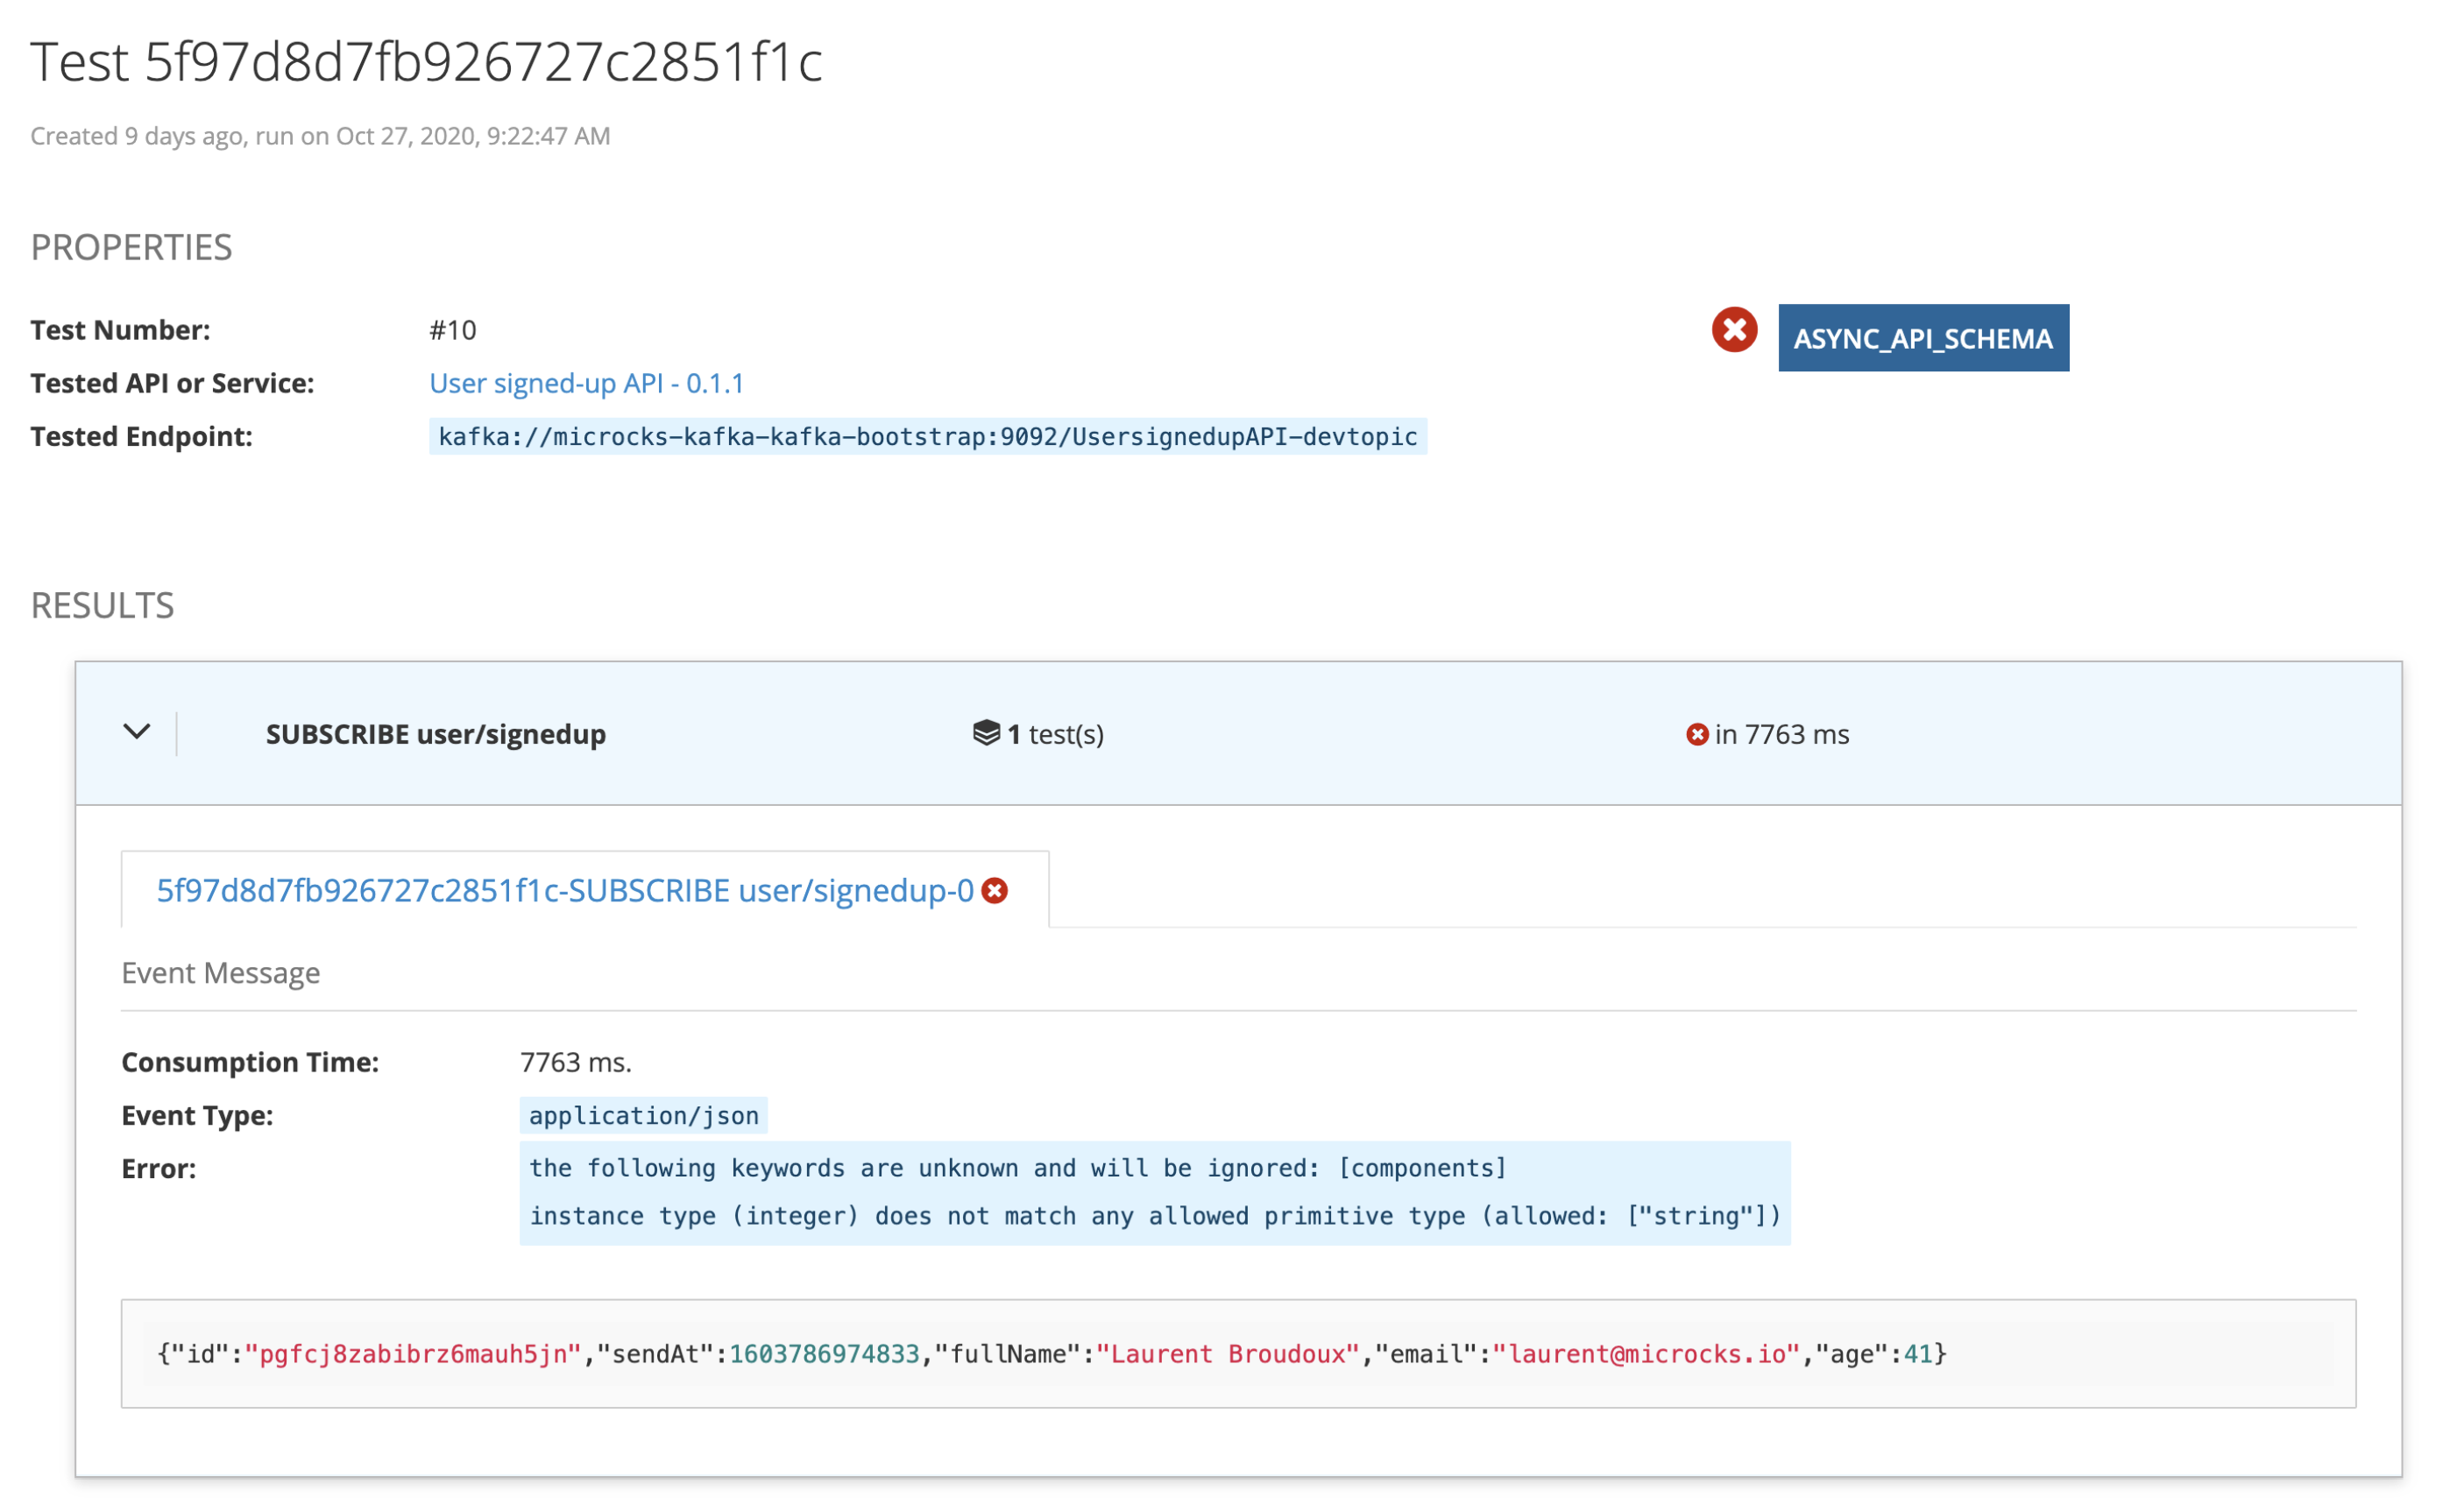 Test 5f97d8d7fb926727c2851f1c
Created 9 days ago, run on Oct 27, 2020, 9:22:47 AM
PROPERTIES
Test Number: #10
ASYNC_API_SCHEMA
Tested API or Service: User signed-up API - 0.1.1
Tested Endpoint: kafka://microcks-kafka-kafka-bootstrap:9092/UsersignedupAPI-devtopic
RESULTS
SUBSCRIBE user/signedup 1 test(s) in 7763 ms
5f97d8d7fb926727c2851f1c-SUBSCRIBE user/signedup-0
Event Message
Consumption Time: 7763 ms.
Event Type: application/json
Error: the following keywords are unknown and will be ignored: [components]
instance type (integer) does not match any allowed primitive type (allowed: ["string"])
{"id":"pgfcj8zabibrz6mauh5jn","sendAt":1603786974833,"fullName":"Laurent Broudoux","email":"laurent@microcks.io","age":41}